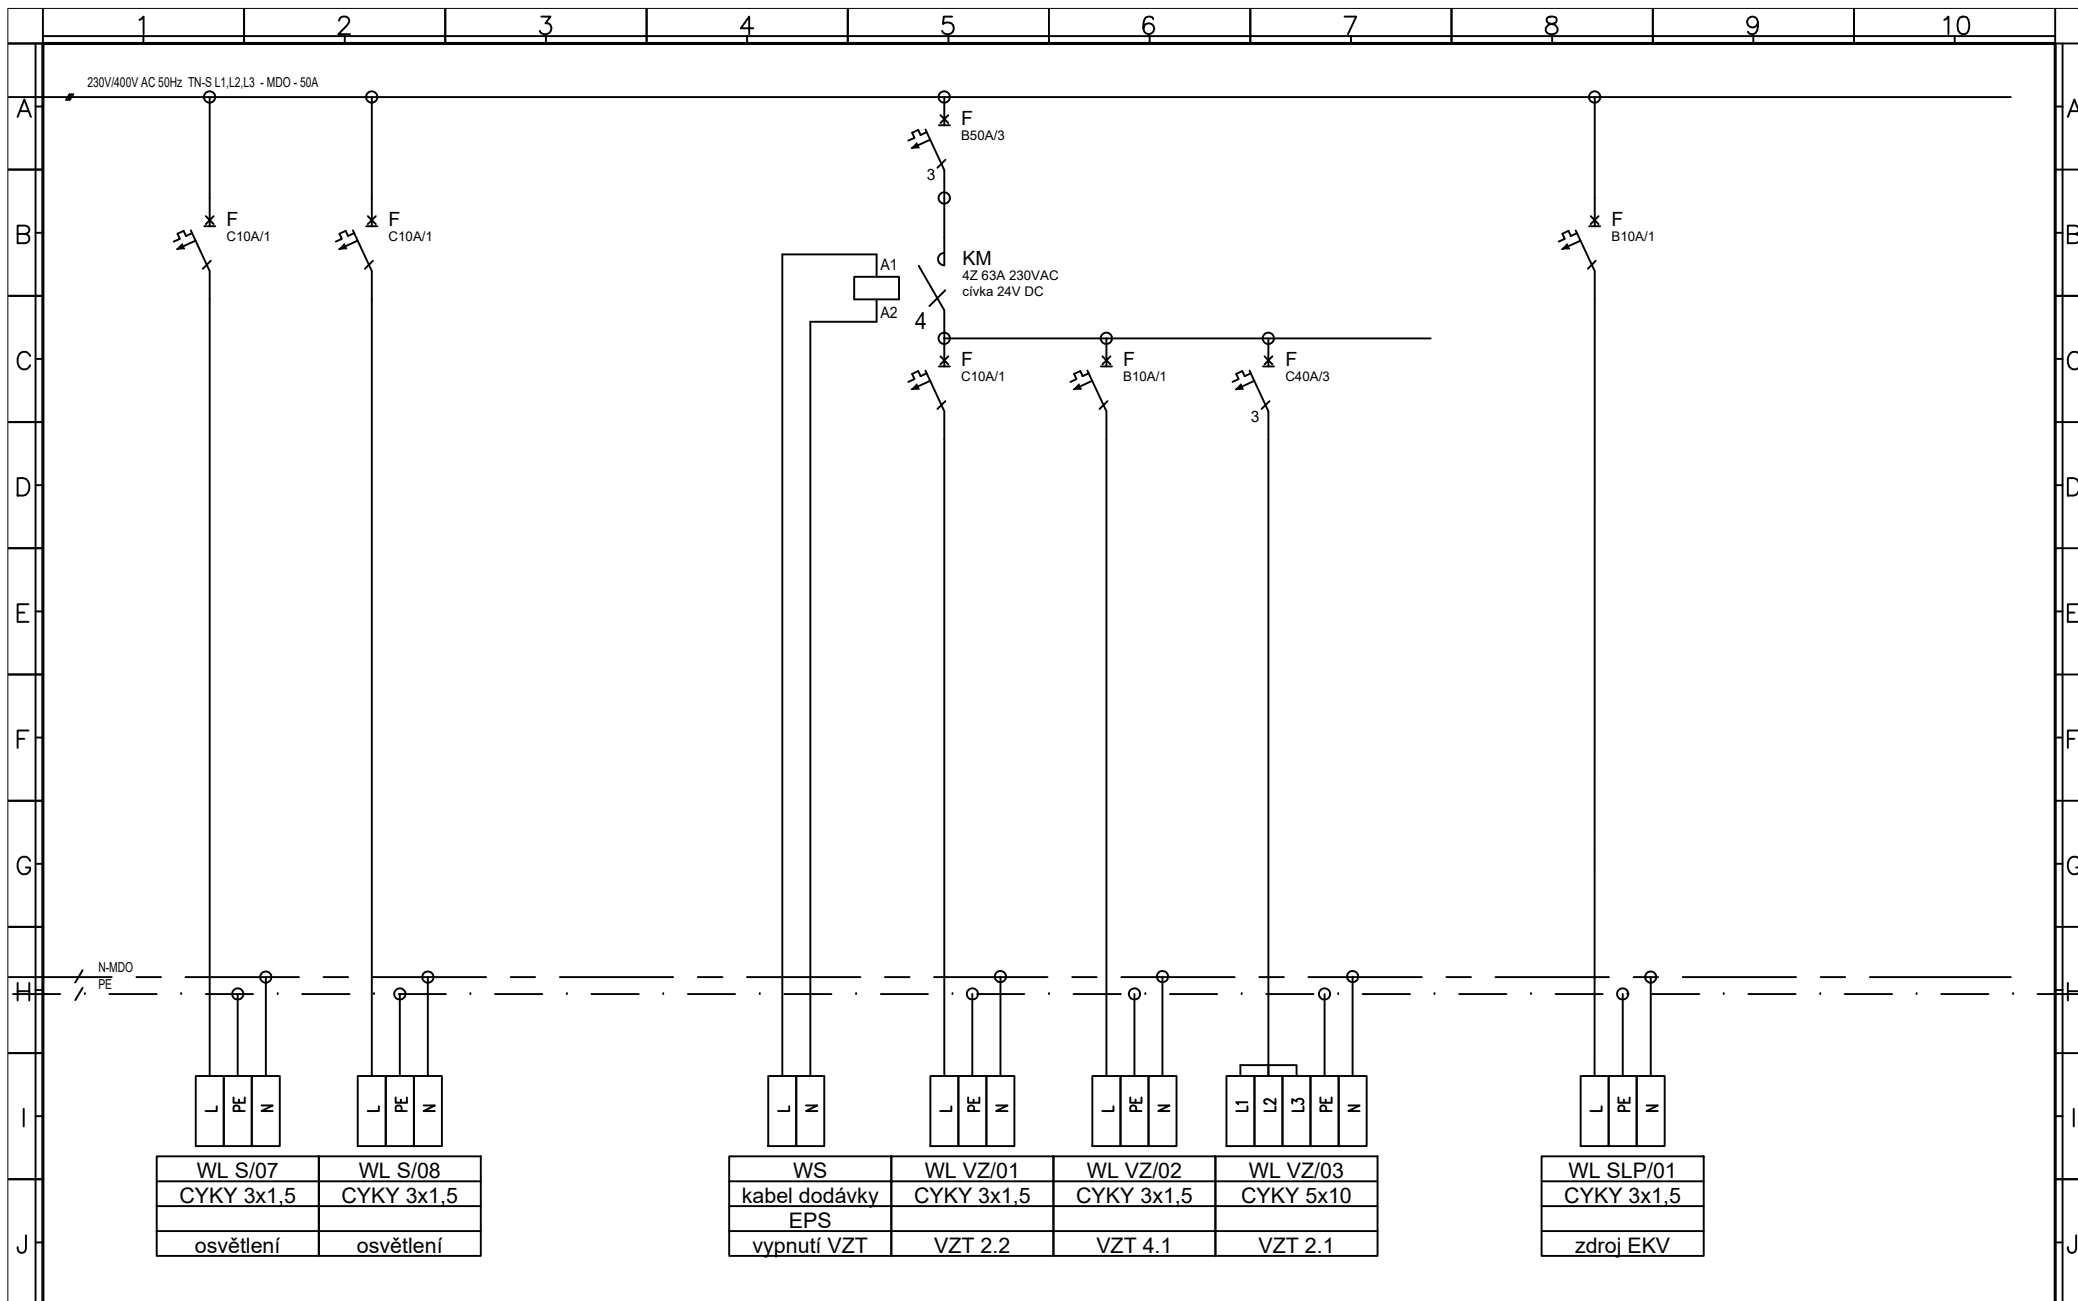 1 2 3 4 5 6 7 8 9 10
230V/400V AC 50Hz TN-S L1,L2,L3 - MDO - 50A
A A
F
B50A/3
3
B B
F
C10A/1
F
C10A/1
F
B10A/1
A1
A2
KM
4Z 63A 230VAC
cívka 24V DC
4
C C
F
C10A/1
F
B10A/1
F
C40A/3
3
D D
E E
F F
G G
N-MDO
PE
H H
I I
L PE N
L PE N
L N
L PE N
L PE N
L1 L2 L3 PE N
L PE N
WL S/07 WL S/08 WS WL VZ/01 WL VZ/02 WL VZ/03 WL SLP/01
CYKY 3x1,5 CYKY 3x1,5 kabel dodávky CYKY 3x1,5 CYKY 3x1,5 CYKY 5x10 CYKY 3x1,5
EPS
J osvětlení osvětlení vypnutí VZT VZT 2.2 VZT 4.1 VZT 2.1 zdroj EKV J